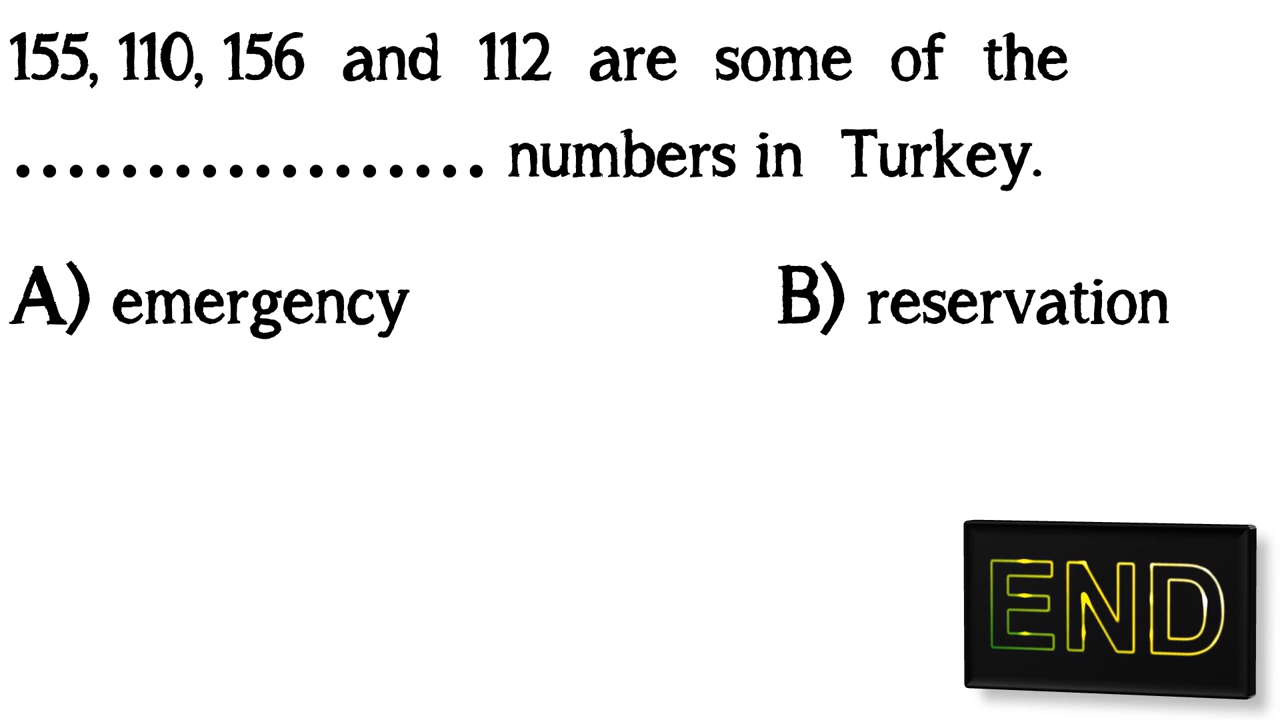 155, 110, 156 and 112 are some of the
.................. numbers in Turkey.
A) emergency B) reservation
END